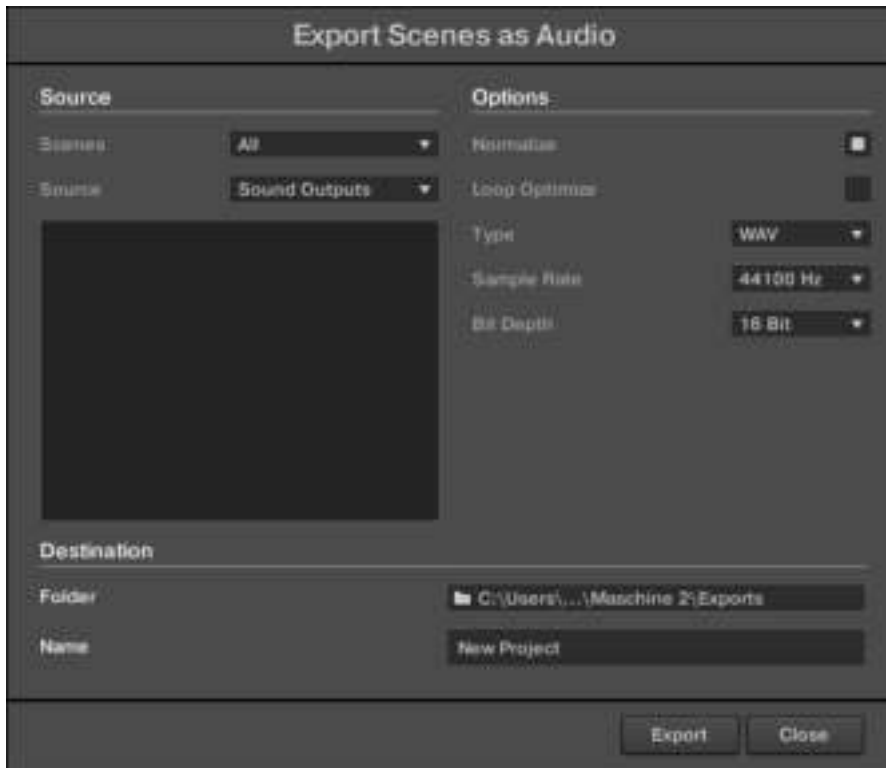 Export Scenes as Audio
Source
Scenes All
Source Sound Outputs
Options
Normalize
Loop Optimize
Type WAV
Sample Rate 44100 Hz
Bit Depth 16 Bit
Destination
Folder C:\Users\...\Maschine 2\Exports
Name New Project
Export Close